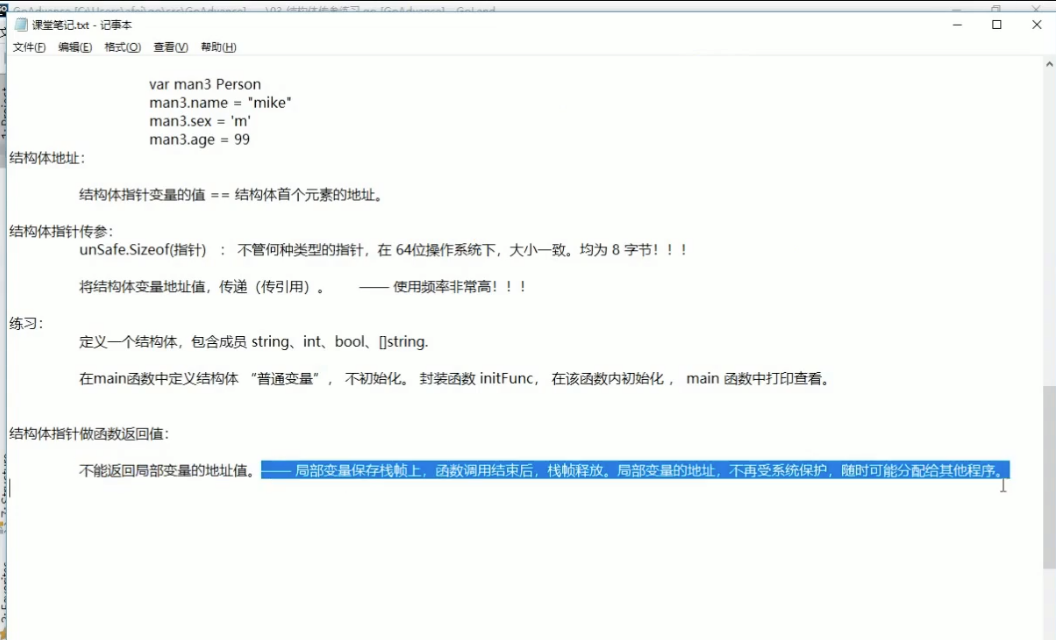 课堂笔记.txt - 记事本
文件(F) 编辑(E) 格式(O) 查看(V) 帮助(H)
var man3 Person
man3.name = "mike"
man3.sex = 'm'
man3.age = 99
结构体地址：
结构体指针变量的值 == 结构体首个元素的地址。
结构体指针传参：
unSafe.Sizeof(指针) ： 不管何种类型的指针，在 64位操作系统下，大小一致。均为 8 字节！！！
将结构体变量地址值，传递（传引用）。 —— 使用频率非常高！！！
练习：
定义一个结构体，包含成员 string、int、bool、[]string.
在main函数中定义结构体 “普通变量”， 不初始化。 封装函数 initFunc， 在该函数内初始化 ， main 函数中打印查看。
结构体指针做函数返回值：
不能返回局部变量的地址值。—— 局部变量保存栈帧上，函数调用结束后，栈帧释放。局部变量的地址，不再受系统保护，随时可能分配给其他程序。